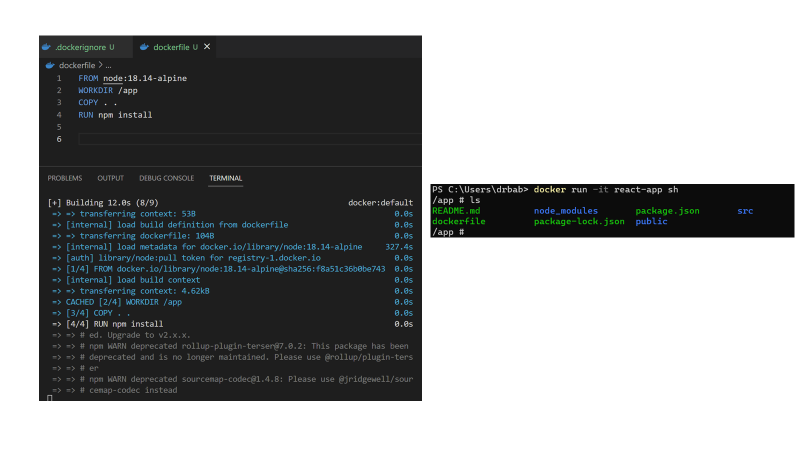 .dockerignore U
dockerfile U ×
dockerfile > ...
1 FROM node:18.14-alpine
2 WORKDIR /app
3 COPY . .
4 RUN npm install
5
6
PROBLEMS OUTPUT DEBUG CONSOLE TERMINAL
[+] Building 12.0s (8/9) docker:default
=> => transferring context: 53B 0.0s
=> [internal] load build definition from dockerfile 0.0s
=> => transferring dockerfile: 104B 0.0s
=> [internal] load metadata for docker.io/library/node:18.14-alpine 327.4s
=> [auth] library/node:pull token for registry-1.docker.io 0.0s
=> [1/4] FROM docker.io/library/node:18.14-alpine@sha256:f8a51c36b0be743 0.0s
=> [internal] load build context 0.0s
=> => transferring context: 4.62kB 0.0s
=> CACHED [2/4] WORKDIR /app 0.0s
=> [3/4] COPY . . 0.0s
=> [4/4] RUN npm install 0.0s
=> => # ed. Upgrade to v2.x.x.
=> => # npm WARN deprecated rollup-plugin-terser@7.0.2: This package has been
=> => # deprecated and is no longer maintained. Please use @rollup/plugin-ters
=> => # er
=> => # npm WARN deprecated sourcemap-codec@1.4.8: Please use @jridgewell/sour
=> => # cemap-codec instead
PS C:\Users\drbab> docker run -it react-app sh
/app # ls
README.md node_modules package.json src
dockerfile package-lock.json public
/app #